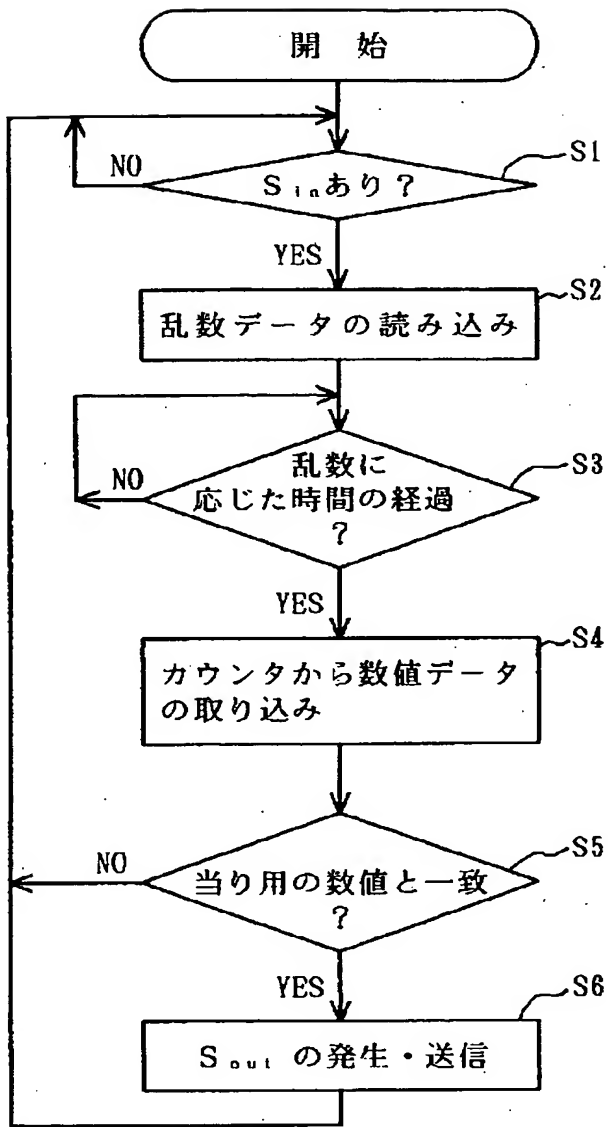 開 始
S1
NO
S inあり?
YES
S2
乱数データの読み込み
S3
NO
乱数に
応じた時間の経過
?
YES
S4
カウンタから数値データ
の取り込み
S5
NO
当り用の数値と一致
?
YES
S6
S out の発生・送信